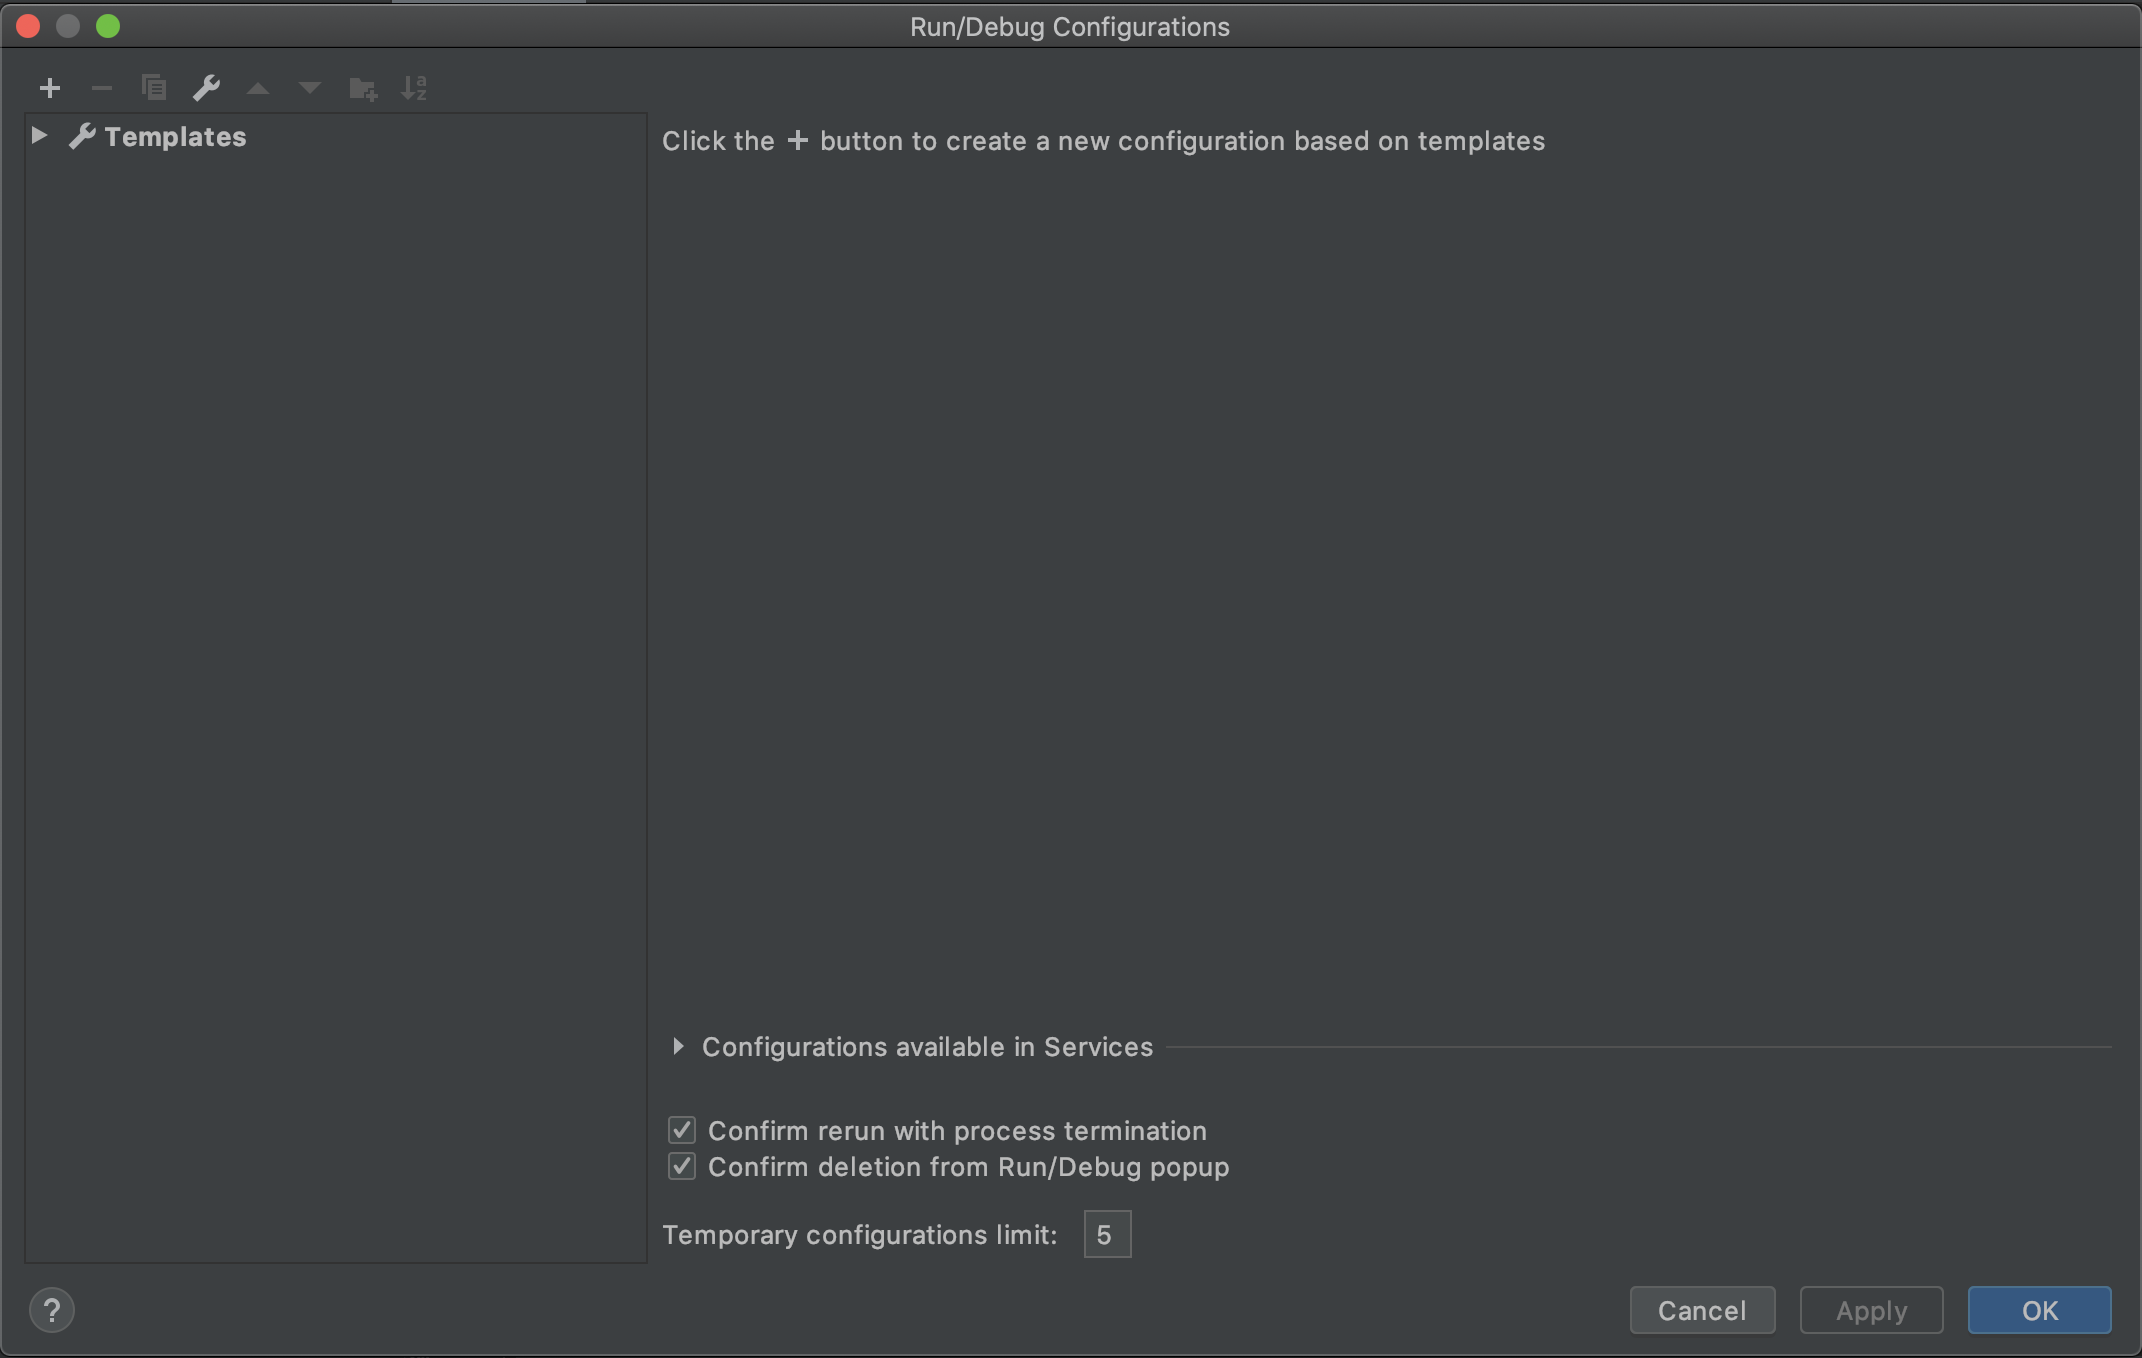 Run/Debug Configurations
Templates
Click the + button to create a new configuration based on templates
Configurations available in Services
Confirm rerun with process termination
Confirm deletion from Run/Debug popup
Temporary configurations limit: 5
? Cancel Apply OK